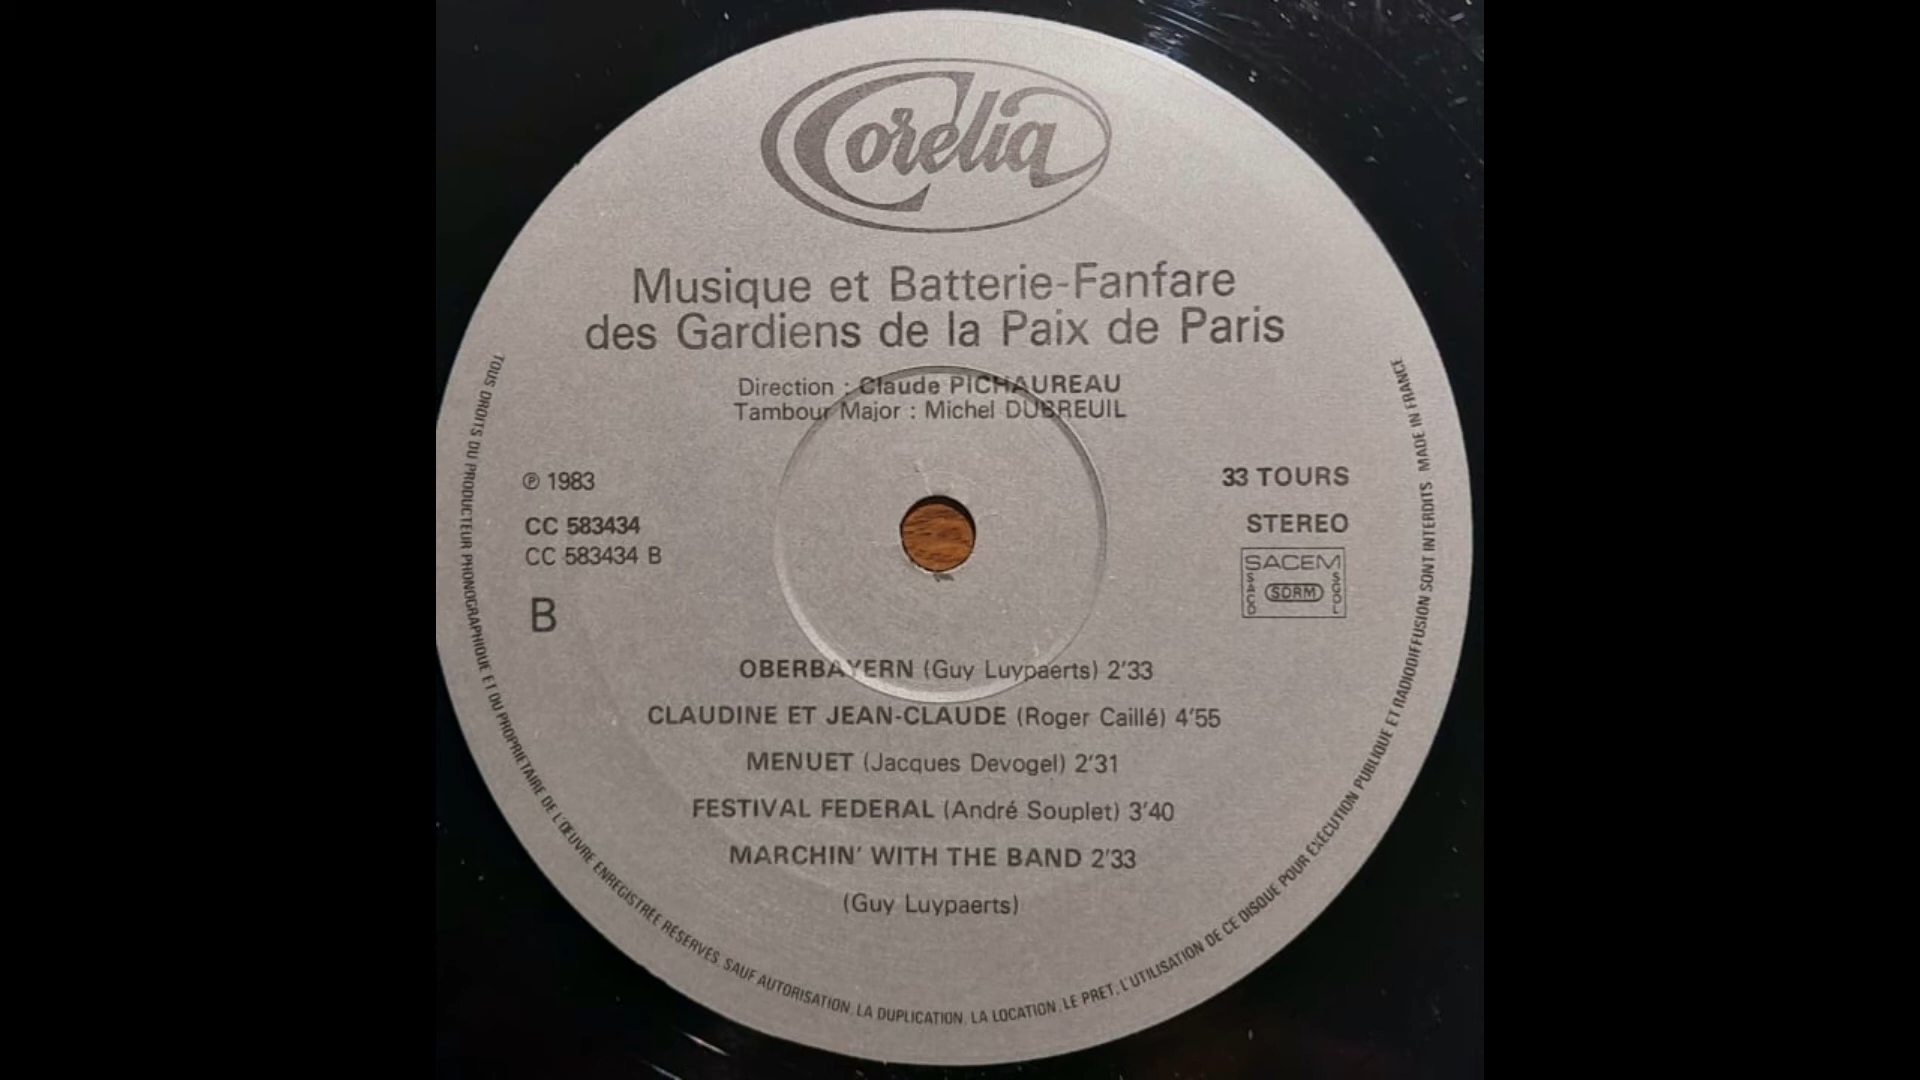 Corelia
Musique et Batterie-Fanfare
des Gardiens de la Paix de Paris
Direction : Claude PICHAUREAU
Tambour Major : Michel DUBREUIL
℗ 1983
CC 583434
CC 583434 B
B
33 TOURS
STEREO
SACEM
SACD
SDRM
SGDL
OBERBAYERN (Guy Luypaerts) 2'33
CLAUDINE ET JEAN-CLAUDE (Roger Caillé) 4'55
MENUET (Jacques Devogel) 2'31
FESTIVAL FEDERAL (André Souplet) 3'40
MARCHIN' WITH THE BAND 2'33
(Guy Luypaerts)
TOUS DROITS DU PRODUCTEUR PHONOGRAPHIQUE ET DU PROPRIETAIRE DE L'ŒUVRE ENREGISTRÉE RÉSERVÉS. SAUF AUTORISATION, LA DUPLICATION, LA LOCATION, LE PRET, L'UTILISATION DE CE DISQUE POUR EXECUTION PUBLIQUE ET RADIODIFFUSION SONT INTERDITS MADE IN FRANCE